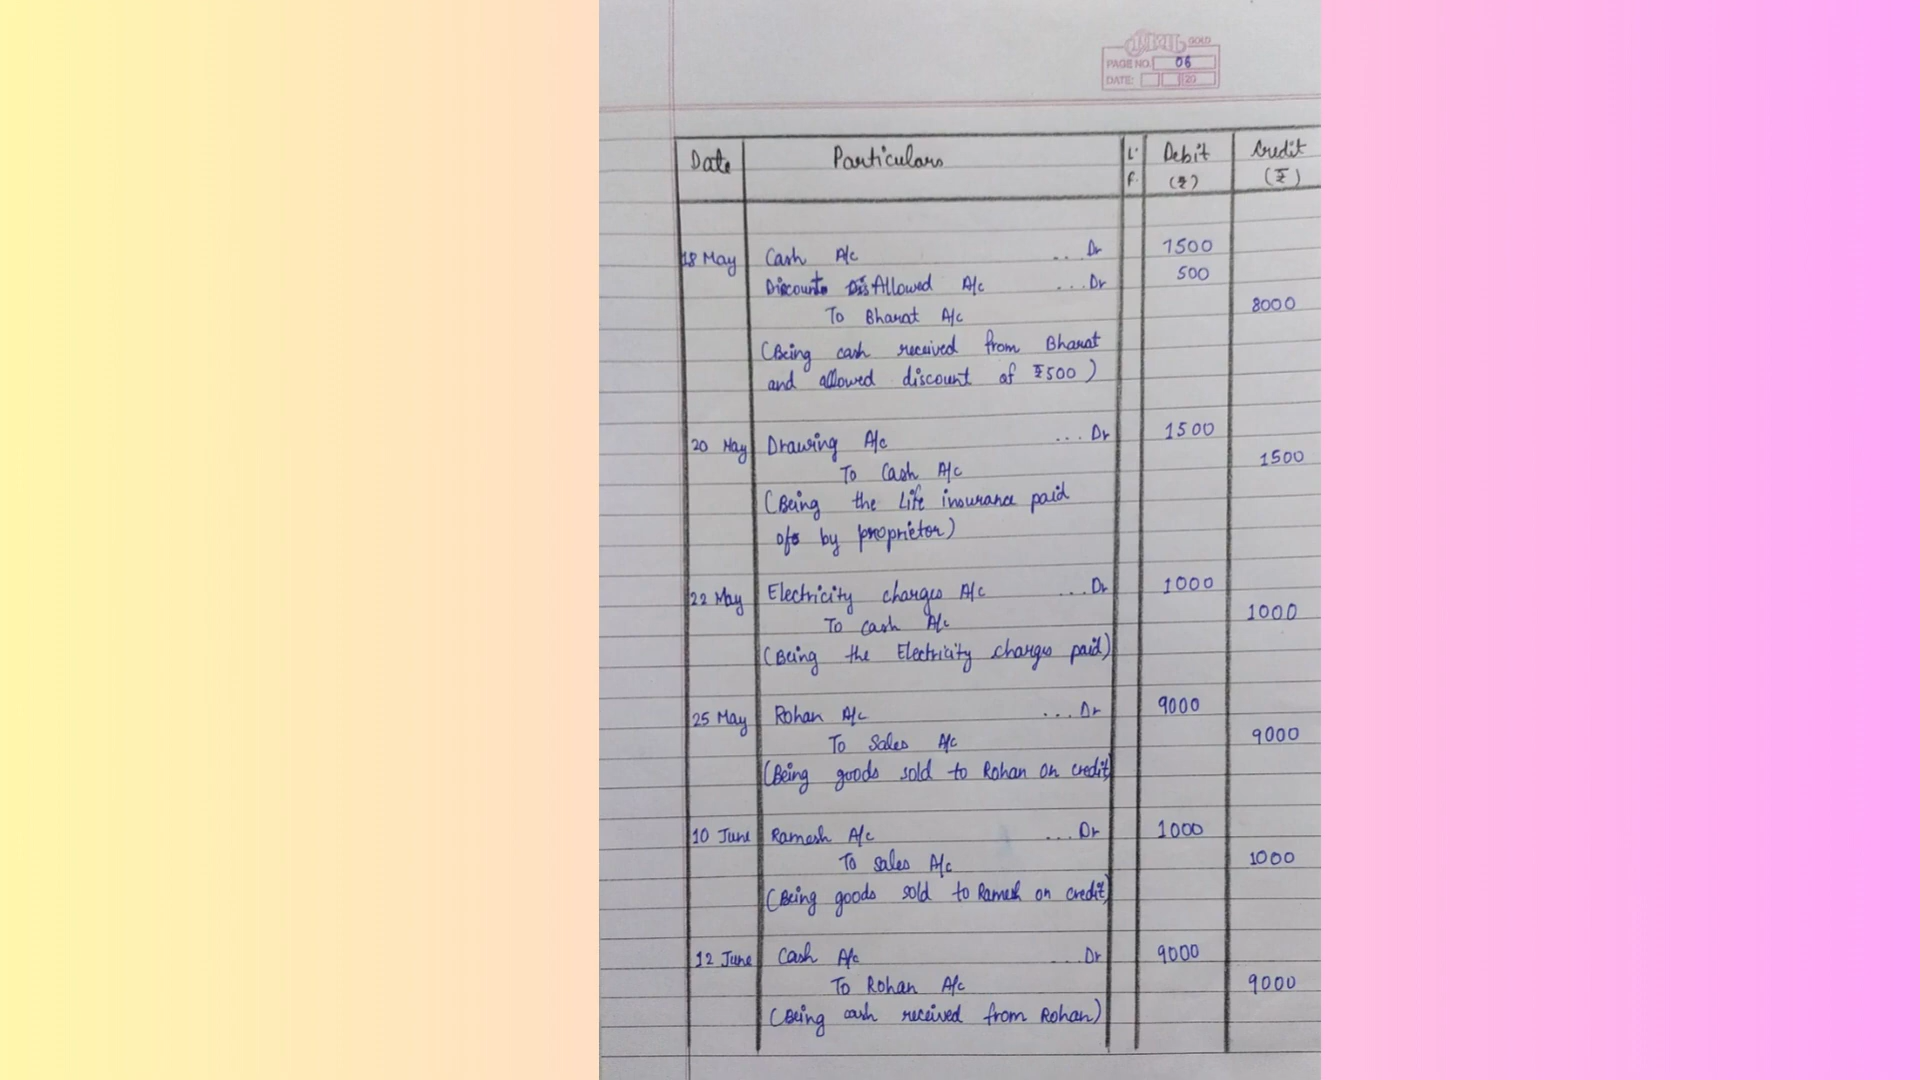 GOLD
PAGE NO. 06
DATE: 20
Date Particulars L. F. Debit (₹) Credit (₹)
18 May Cash A/c ... Dr 7500
Discount Allowed A/c ... Dr 500
To Bharat A/c 8000
(Being cash received from Bharat
and allowed discount of ₹500)
20 May Drawing A/c ... Dr 1500
To Cash A/c 1500
(Being the Life insurance paid
of by proprietor)
22 May Electricity charges A/c ... Dr 1000
To cash A/c 1000
(Being the Electricity charges paid)
25 May Rohan A/c ... Dr 9000
To Sales A/c 9000
(Being goods sold to Rohan on credit)
10 June Ramesh A/c ... Dr 1000
To Sales A/c 1000
(Being goods sold to Ramesh on credit)
12 June Cash A/c ... Dr 9000
To Rohan A/c 9000
(Being cash received from Rohan)